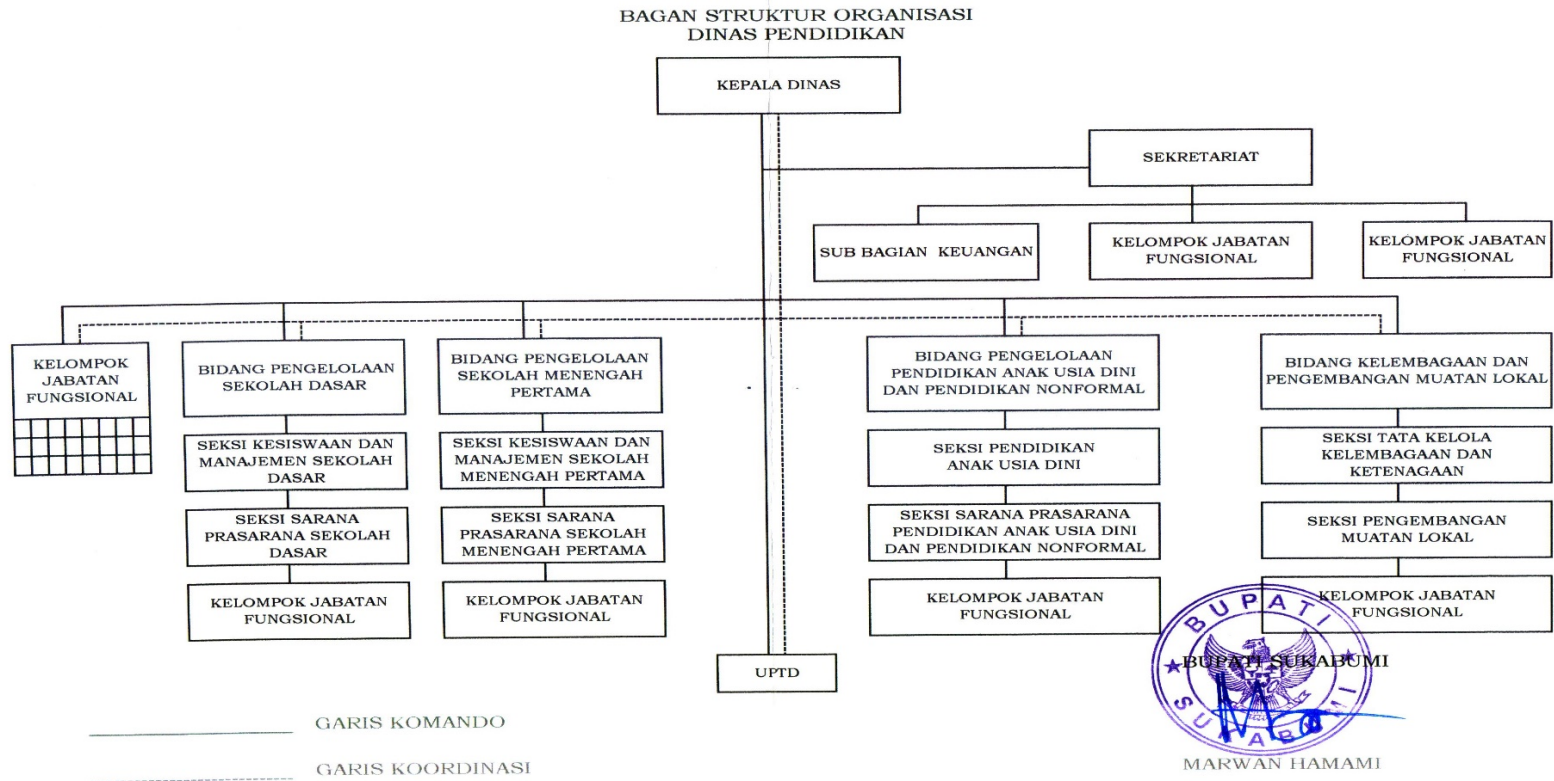 BAGAN STRUKTUR ORGANISASI
DINAS PENDIDIKAN
KEPALA DINAS
SEKRETARIAT
SUB BAGIAN KEUANGAN
KELOMPOK JABATAN
FUNGSIONAL
KELOMPOK JABATAN
FUNGSIONAL
KELOMPOK
JABATAN
FUNGSIONAL
BIDANG PENGELOLAAN
SEKOLAH DASAR
SEKSI KESISWAAN DAN
MANAJEMEN SEKOLAH
DASAR
SEKSI SARANA
PRASARANA SEKOLAH
DASAR
KELOMPOK JABATAN
FUNGSIONAL
BIDANG PENGELOLAAN
SEKOLAH MENENGAH
PERTAMA
SEKSI KESISWAAN DAN
MANAJEMEN SEKOLAH
MENENGAH PERTAMA
SEKSI SARANA
PRASARANA SEKOLAH
MENENGAH PERTAMA
KELOMPOK JABATAN
FUNGSIONAL
BIDANG PENGELOLAAN
PENDIDIKAN ANAK USIA DINI
DAN PENDIDIKAN NONFORMAL
SEKSI PENDIDIKAN
ANAK USIA DINI
SEKSI SARANA PRASARANA
PENDIDIKAN ANAK USIA DINI
DAN PENDIDIKAN NONFORMAL
KELOMPOK JABATAN
FUNGSIONAL
BIDANG KELEMBAGAAN DAN
PENGEMBANGAN MUATAN LOKAL
SEKSI TATA KELOLA
KELEMBAGAAN DAN
KETENAGAAN
SEKSI PENGEMBANGAN
MUATAN LOKAL
KELOMPOK JABATAN
FUNGSIONAL
UPTD
BUPATI
SUKABUMI
BUPATI SUKABUMI
MARWAN HAMAMI
GARIS KOMANDO
GARIS KOORDINASI